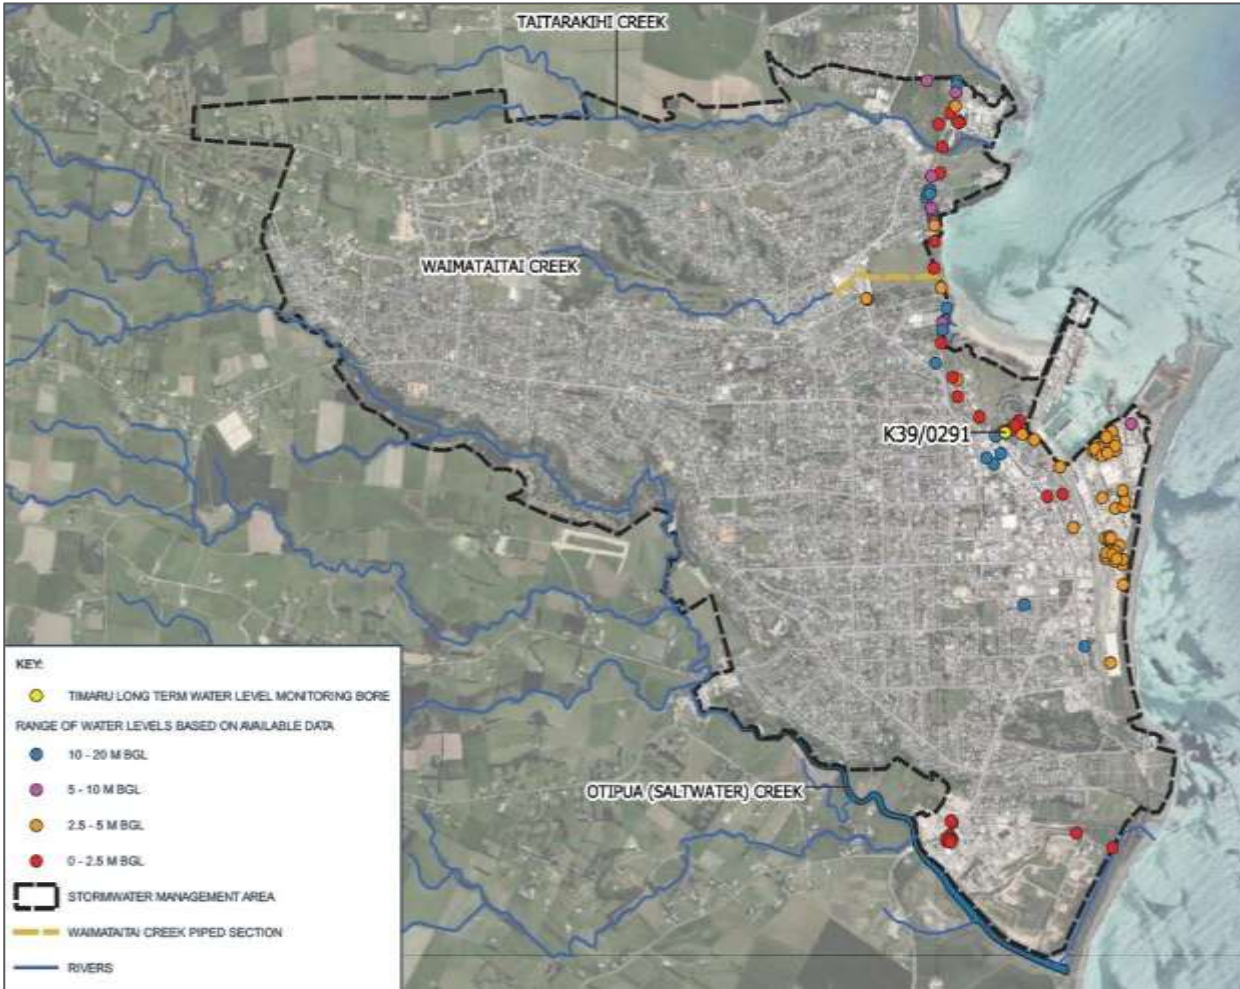 TAITARAKIHI CREEK
WAIMATAITAI CREEK
K39/0291
OTIPUA (SALTWATER) CREEK
KEY:
TIMARU LONG TERM WATER LEVEL MONITORING BORE
RANGE OF WATER LEVELS BASED ON AVAILABLE DATA
10 - 20 M BGL
5 - 10 M BGL
2.5 - 5 M BGL
0 - 2.5 M BGL
STORMWATER MANAGEMENT AREA
WAIMATAITAI CREEK PIPED SECTION
RIVERS